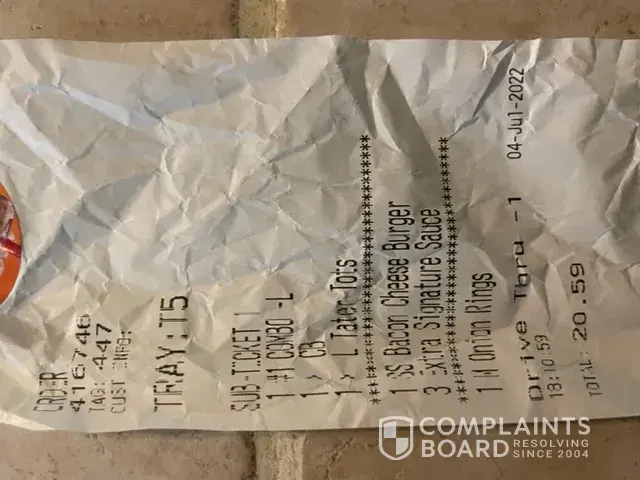 ORDER
416746
TAG: 447
CUST INFO:
TRAY:T5
SUB-TICKET L
1 #1 COMBO -L
1 > CB
1 > L Tater Tots
*****************************
1 SS Bacon Cheese Burger
3 Extra Signature Sauce
*****************************
1 M Onion Rings
Drive Thru -1
18:10:59 04-Jul-2022
TOTAL: 20.59
COMPLAINTS
BOARD RESOLVING
SINCE 2004